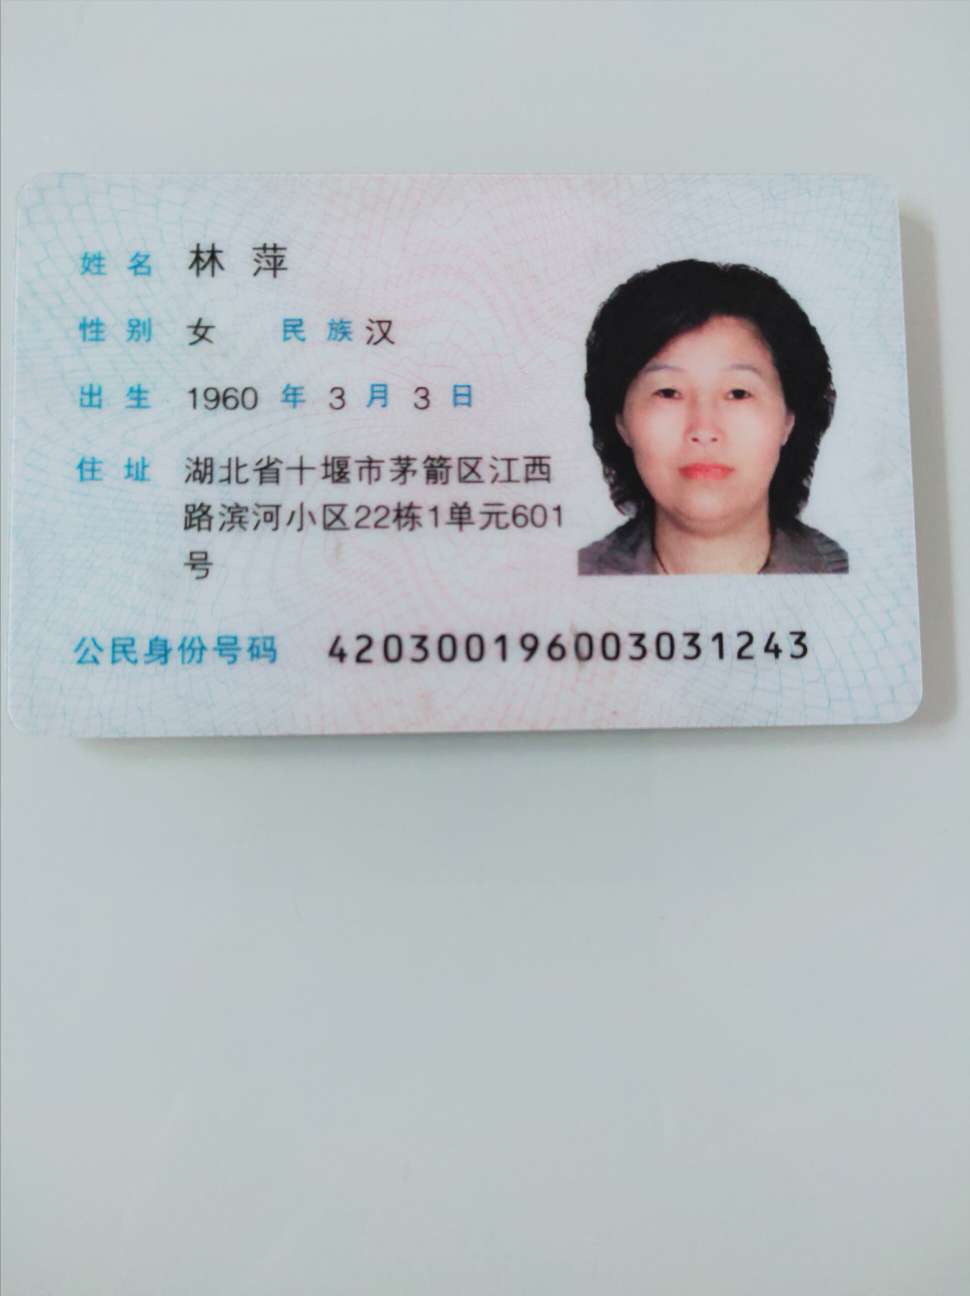 姓名 林萍
性别 女 民族 汉
出生 1960 年 3 月 3 日
住址 湖北省十堰市茅箭区江西
路滨河小区22栋1单元601
号
公民身份号码 420300196003031243